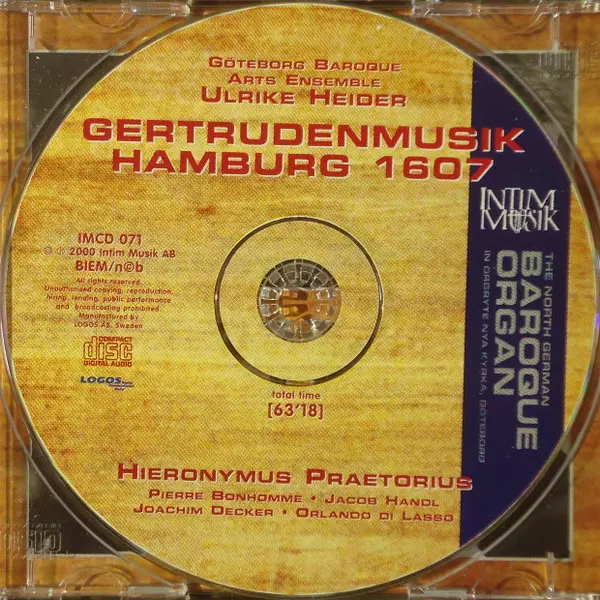 GÖTEBORG BAROQUE
ARTS ENSEMBLE
ULRIKE HEIDER
GERTRUDENMUSIK
HAMBURG 1607
INTIM
MUSIK
THE NORTH GERMAN
BAROQUE
ORGAN
IN ÖRGRYTE NYA KYRKA, GÖTEBORG
IMCD 071
© ℗ 2000 Intim Musik AB
BIEM/n©b
All rights reserved.
Unauthorised copying, reproduction,
hiring, lending, public performance
and broadcasting prohibited.
Manufactured by
LOGOS AB, Sweden
COMPACT
disc
DIGITAL AUDIO
LOGOS
total time
[63'18]
HIERONYMUS PRAETORIUS
PIERRE BONHOMME • JACOB HANDL
JOACHIM DECKER • ORLANDO DI LASSO